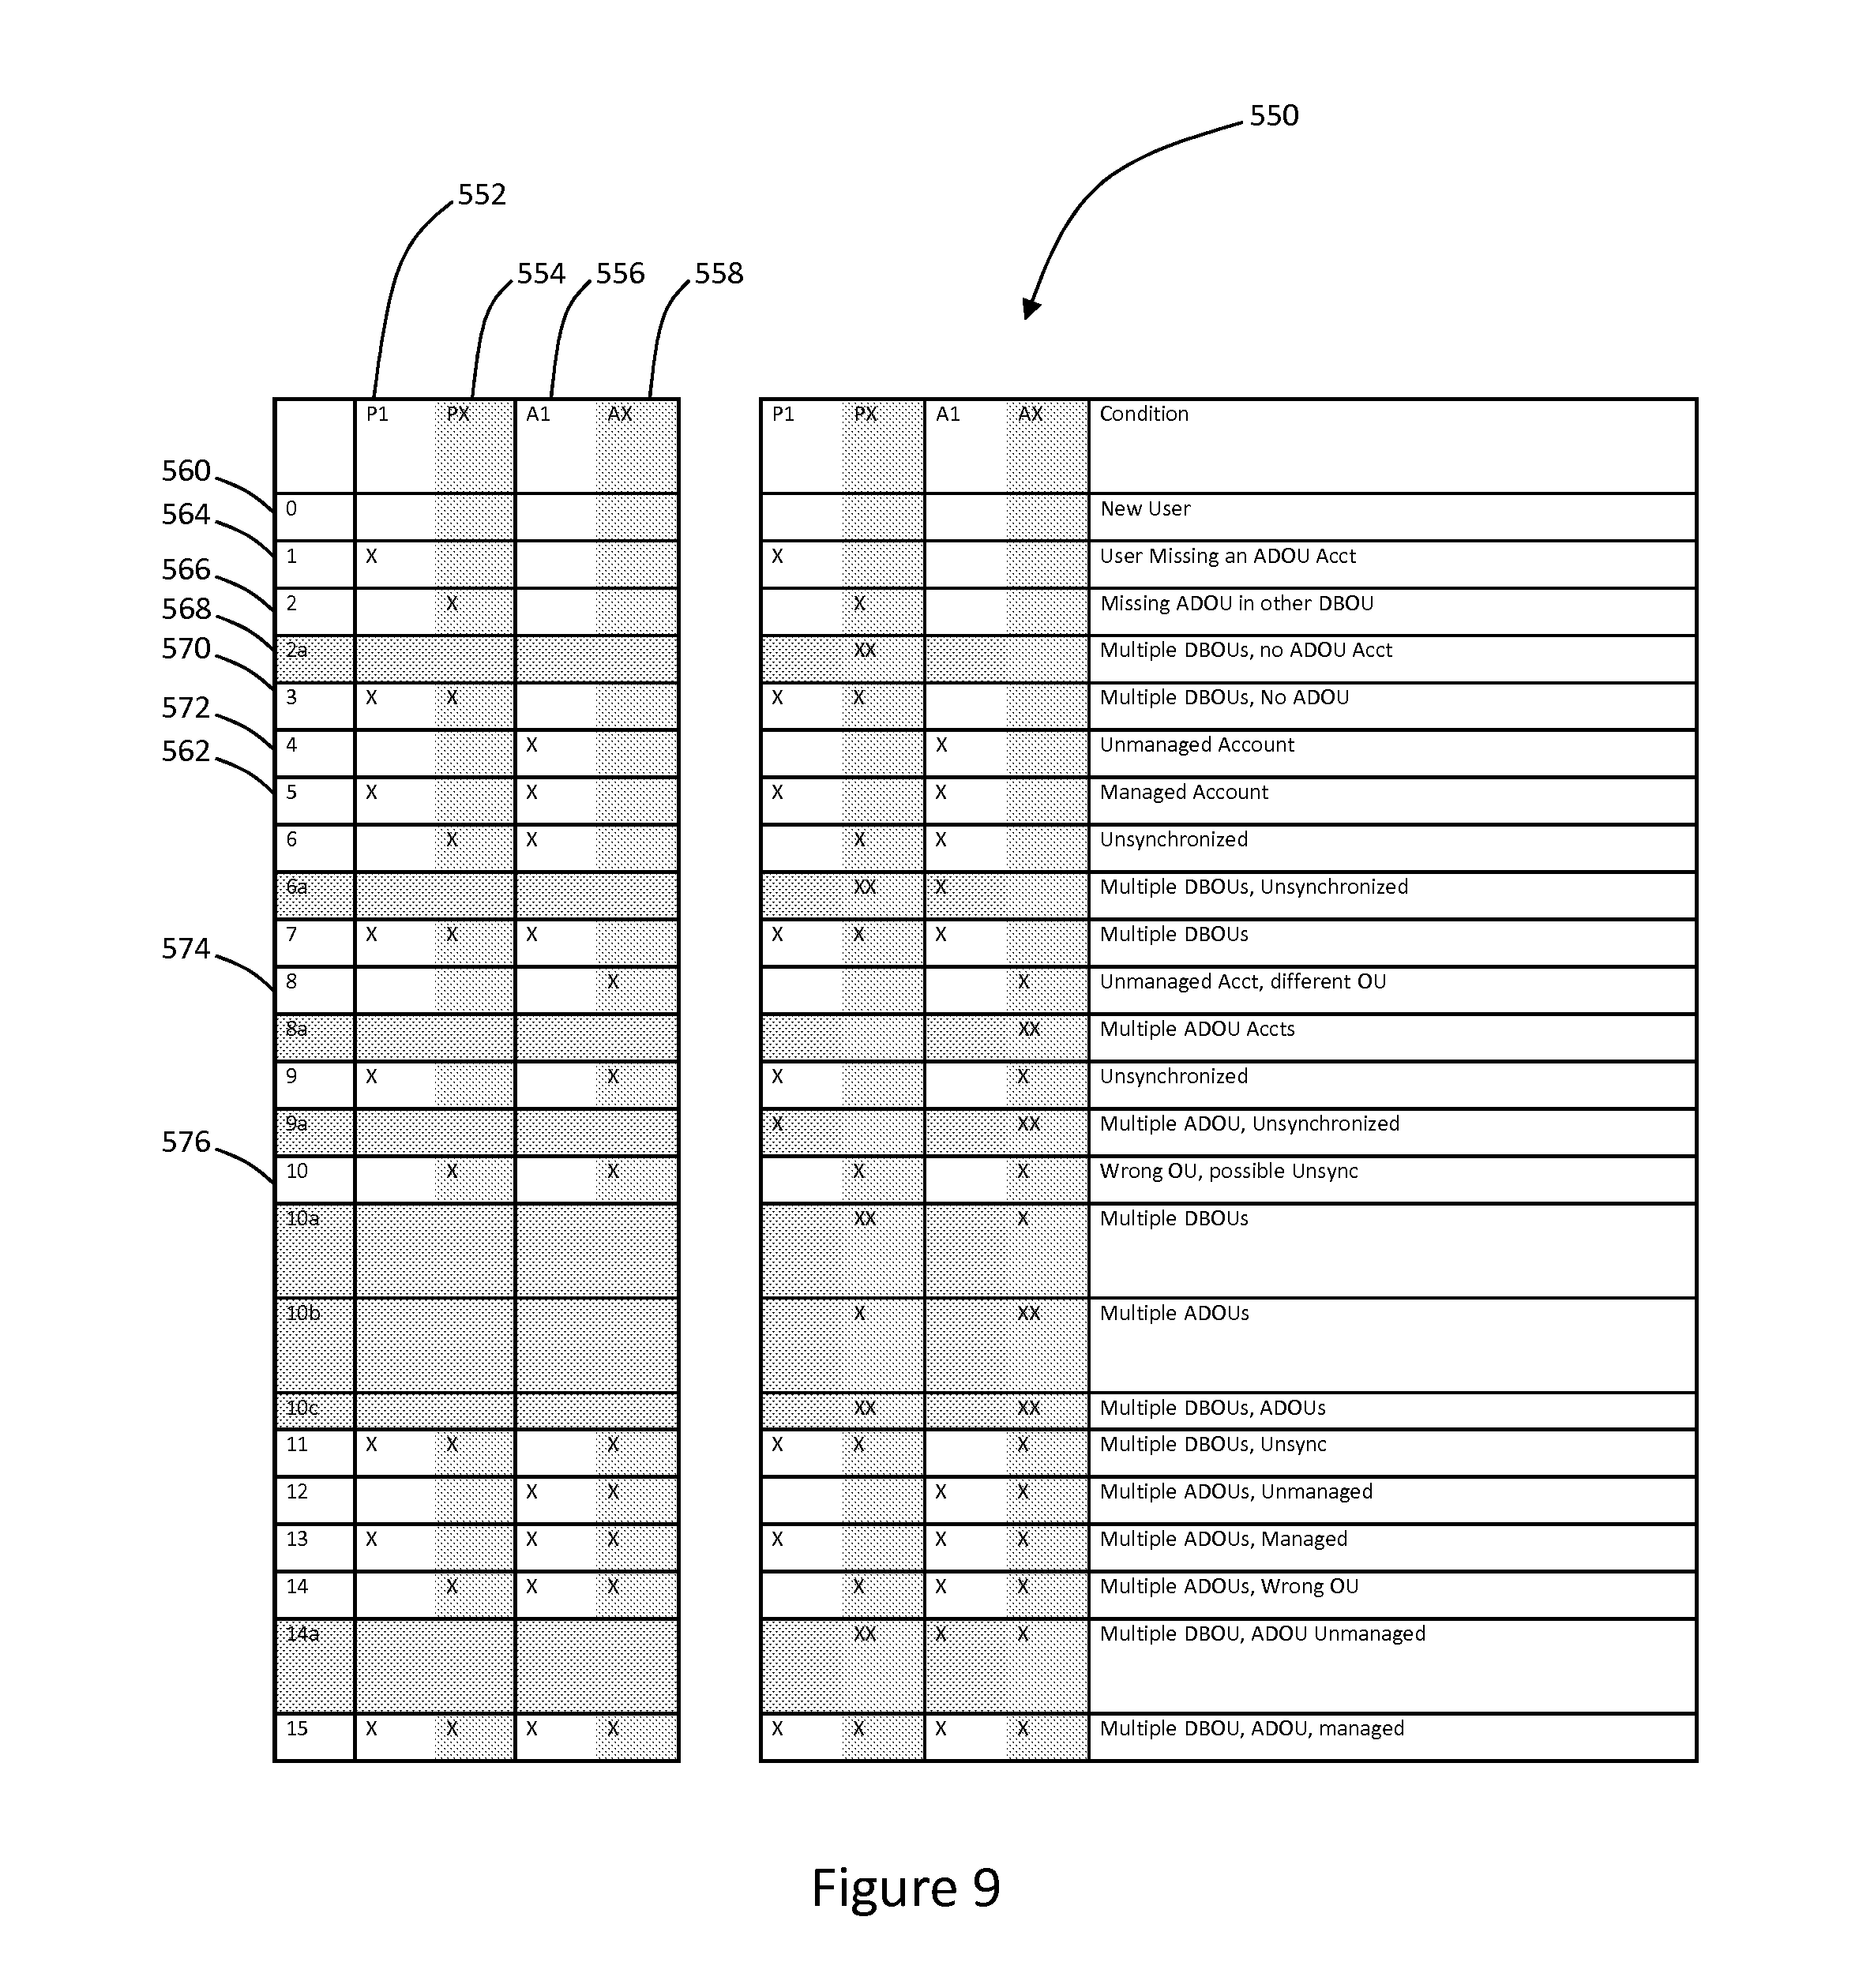 550
552
554 556 558
P1 PX A1 AX P1 PX A1 AX Condition
560
0 New User
564
1 X X User Missing an ADOU Acct
566
2 X X Missing ADOU in other DBOU
568
2a XX Multiple DBOUs, no ADOU Acct
570
3 X X X X Multiple DBOUs, No ADOU
572
4 X X Unmanaged Account
562
5 X X X X Managed Account
6 X X X X Unsynchronized
6a XX X Multiple DBOUs, Unsynchronized
7 X X X X X X Multiple DBOUs
574
8 X X Unmanaged Acct, different OU
8a XX Multiple ADOU Accts
9 X X X X Unsynchronized
9a X XX Multiple ADOU, Unsynchronized
576
10 X X X X Wrong OU, possible Unsync
10a XX X Multiple DBOUs
10b X XX Multiple ADOUs
10c XX XX Multiple DBOUs, ADOUs
11 X X X X X X Multiple DBOUs, Unsync
12 X X X X Multiple ADOUs, Unmanaged
13 X X X X X X Multiple ADOUs, Managed
14 X X X X X X Multiple ADOUs, Wrong OU
14a XX X X Multiple DBOU, ADOU Unmanaged
15 X X X X X X X X Multiple DBOU, ADOU, managed
Figure 9